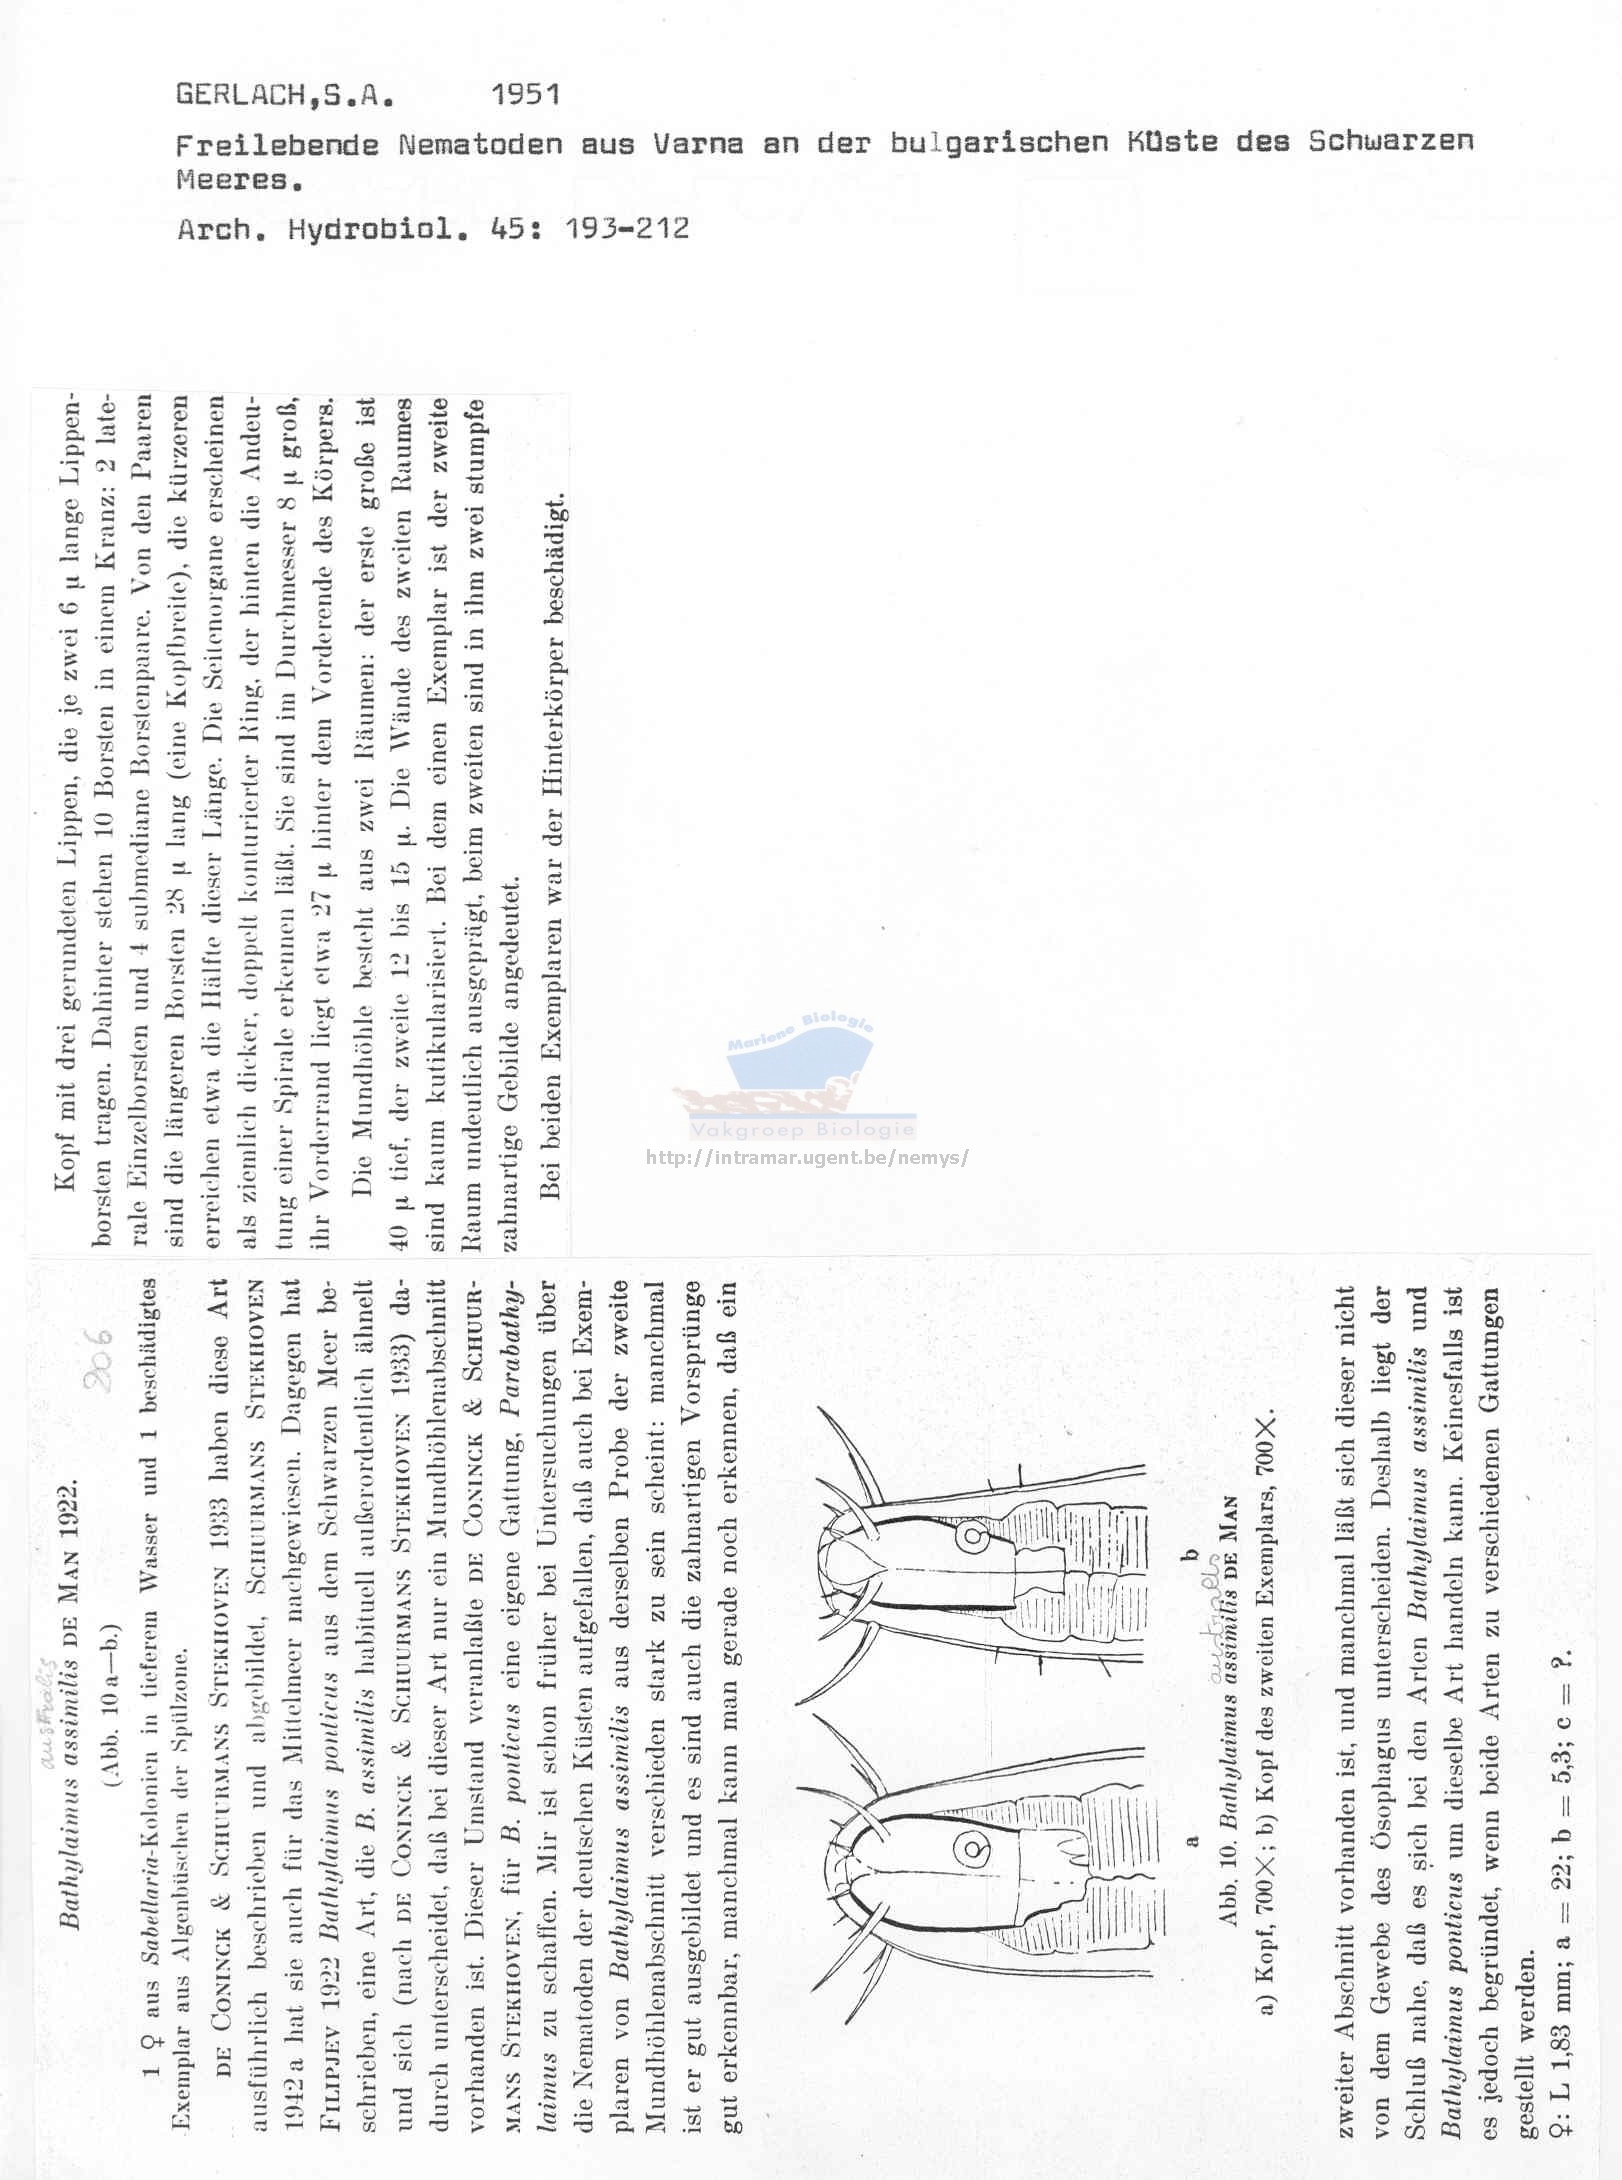 GERLACH,S.A. 1951
Freilebende Nematoden aus Varna an der bulgarischen Küste des Schwarzen
Meeres.
Arch. Hydrobiol. 45: 193-212
australis
Bathylaimus assimilis DE MAN 1922.
206
(Abb. 10 a—b.)
1 ♀ aus Sabellaria-Kolonien in tieferem Wasser und 1 beschädigtes
Exemplar aus Algenbüschen der Spülzone.
DE CONINCK & SCHUURMANS STEKHOVEN 1933 haben diese Art
ausführlich beschrieben und abgebildet, SCHUURMANS STEKHOVEN
1942 a hat sie auch für das Mittelmeer nachgewiesen. Dagegen hat
FILIPJEV 1922 Bathylaimus ponticus aus dem Schwarzen Meer be-
schrieben, eine Art, die B. assimilis habituell außerordentlich ähnelt
und sich (nach DE CONINCK & SCHUURMANS STEKHOVEN 1933) da-
durch unterscheidet, daß bei dieser Art nur ein Mundhöhlenabschnitt
vorhanden ist. Dieser Umstand veranlaßte DE CONINCK & SCHUUR-
MANS STEKHOVEN, für B. ponticus eine eigene Gattung, Parabathy-
laimus zu schaffen. Mir ist schon früher bei Untersuchungen über
die Nematoden der deutschen Küsten aufgefallen, daß auch bei Exem-
plaren von Bathylaimus assimilis aus derselben Probe der zweite
Mundhöhlenabschnitt verschieden stark zu sein scheint: manchmal
ist er gut ausgebildet und es sind auch die zahnartigen Vorsprünge
gut erkennbar, manchmal kann man gerade noch erkennen, daß ein
a
b
australis
Abb. 10. Bathylaimus assimilis DE MAN
a) Kopf, 700×; b) Kopf des zweiten Exemplars, 700×.
zweiter Abschnitt vorhanden ist, und manchmal läßt sich dieser nicht
von dem Gewebe des Ösophagus unterscheiden. Deshalb liegt der
Schluß nahe, daß es sich bei den Arten Bathylaimus assimilis und
Bathylaimus ponticus um dieselbe Art handeln kann. Keinesfalls ist
es jedoch begründet, wenn beide Arten zu verschiedenen Gattungen
gestellt werden.
♀: L 1,83 mm; a = 22; b = 5,3; c = ?.
Kopf mit drei gerundeten Lippen, die je zwei 6 µ lange Lippen-
borsten tragen. Dahinter stehen 10 Borsten in einem Kranz: 2 late-
rale Einzelborsten und 4 submediane Borstenpaare. Von den Paaren
sind die längeren Borsten 28 µ lang (eine Kopfbreite), die kürzeren
erreichen etwa die Hälfte dieser Länge. Die Seitenorgane erscheinen
als ziemlich dicker, doppelt konturierter Ring, der hinten die Andeu-
tung einer Spirale erkennen läßt. Sie sind im Durchmesser 8 µ groß,
ihr Vorderrand liegt etwa 27 µ hinter dem Vorderende des Körpers.
Die Mundhöhle besteht aus zwei Räumen: der erste große ist
40 µ tief, der zweite 12 bis 15 µ. Die Wände des zweiten Raumes
sind kaum kutikularisiert. Bei dem einen Exemplar ist der zweite
Raum undeutlich ausgeprägt, beim zweiten sind in ihm zwei stumpfe
zahnartige Gebilde angedeutet.
Bei beiden Exemplaren war der Hinterkörper beschädigt.
Mariene Biologie
Vakgroep Biologie
http://intramar.ugent.be/nemys/